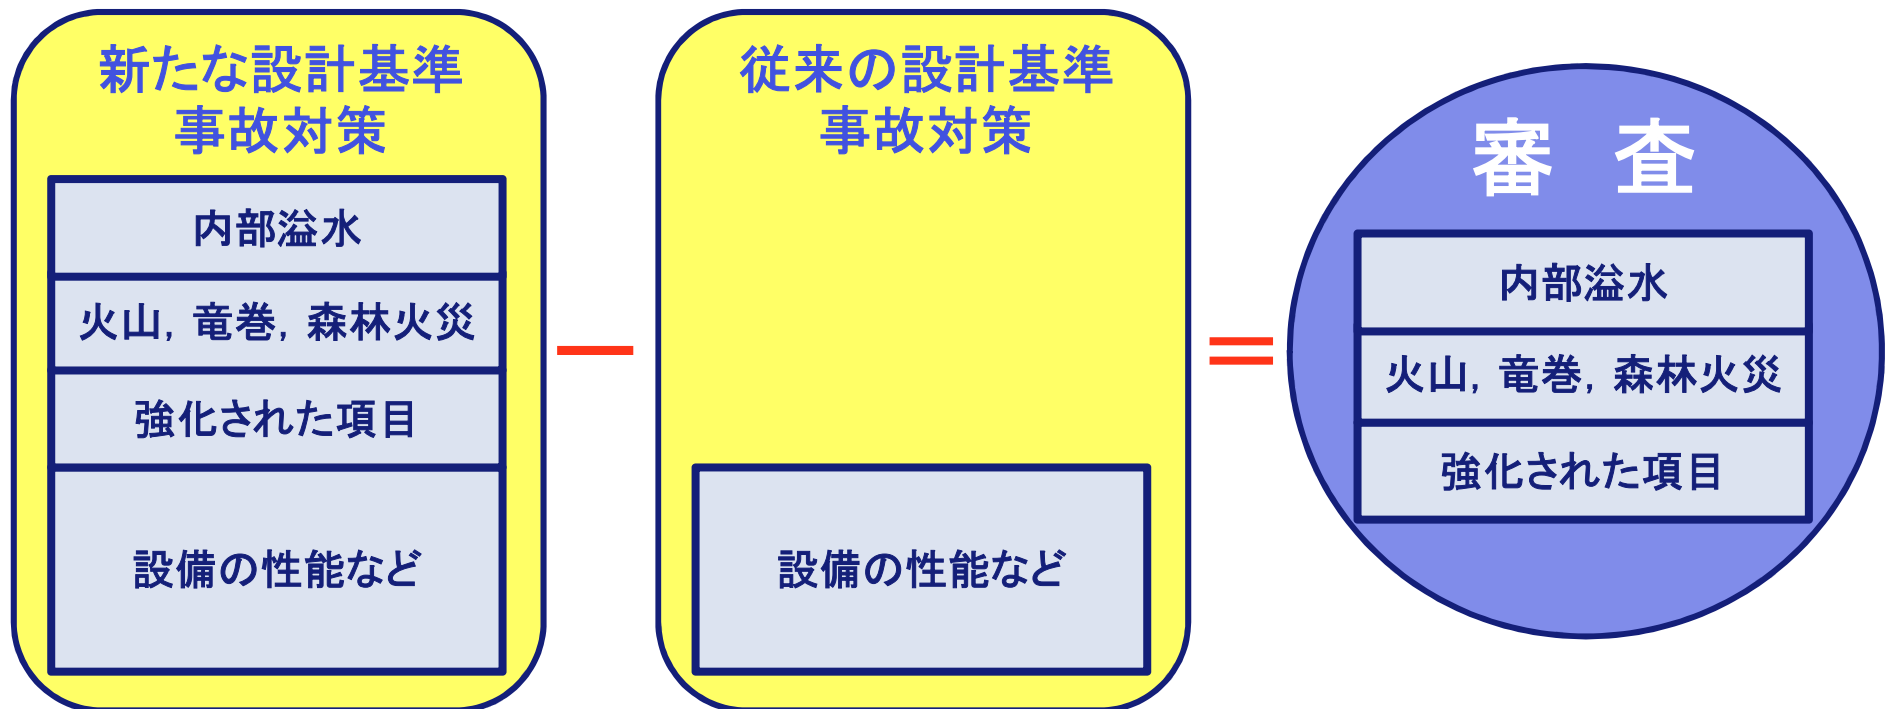 新たな設計基準
事故対策
内部溢水
火山，竜巻，森林火災
強化された項目
設備の性能など
－
従来の設計基準
事故対策
設備の性能など
＝
審　査
内部溢水
火山，竜巻，森林火災
強化された項目